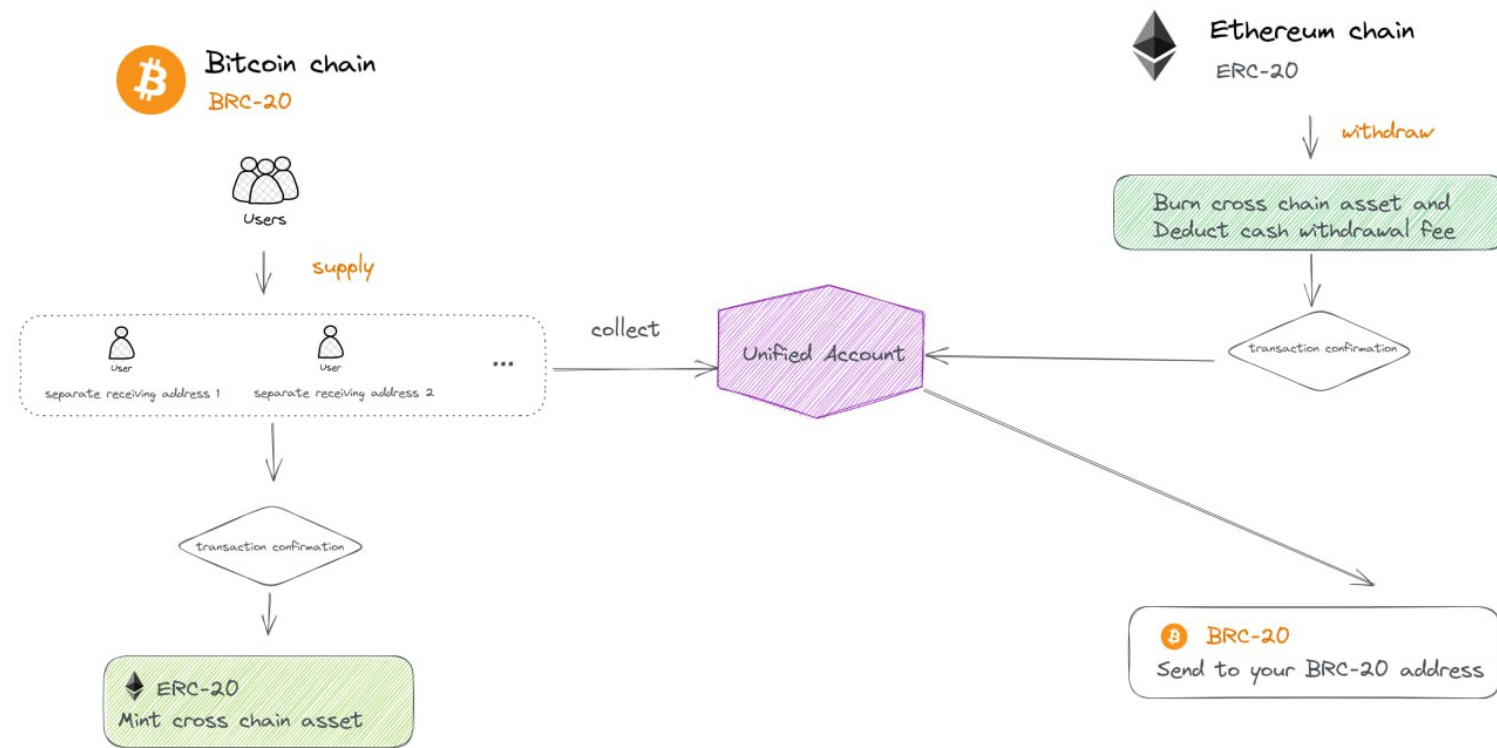 Bitcoin chain
BRC-20
Users
supply
User
separate receiving address 1
User
separate receiving address 2
...
collect
transaction confirmation
ERC-20
Mint cross chain asset
Unified Account
Ethereum chain
ERC-20
withdraw
Burn cross chain asset and
Deduct cash withdrawal fee
transaction confirmation
BRC-20
Send to your BRC-20 address